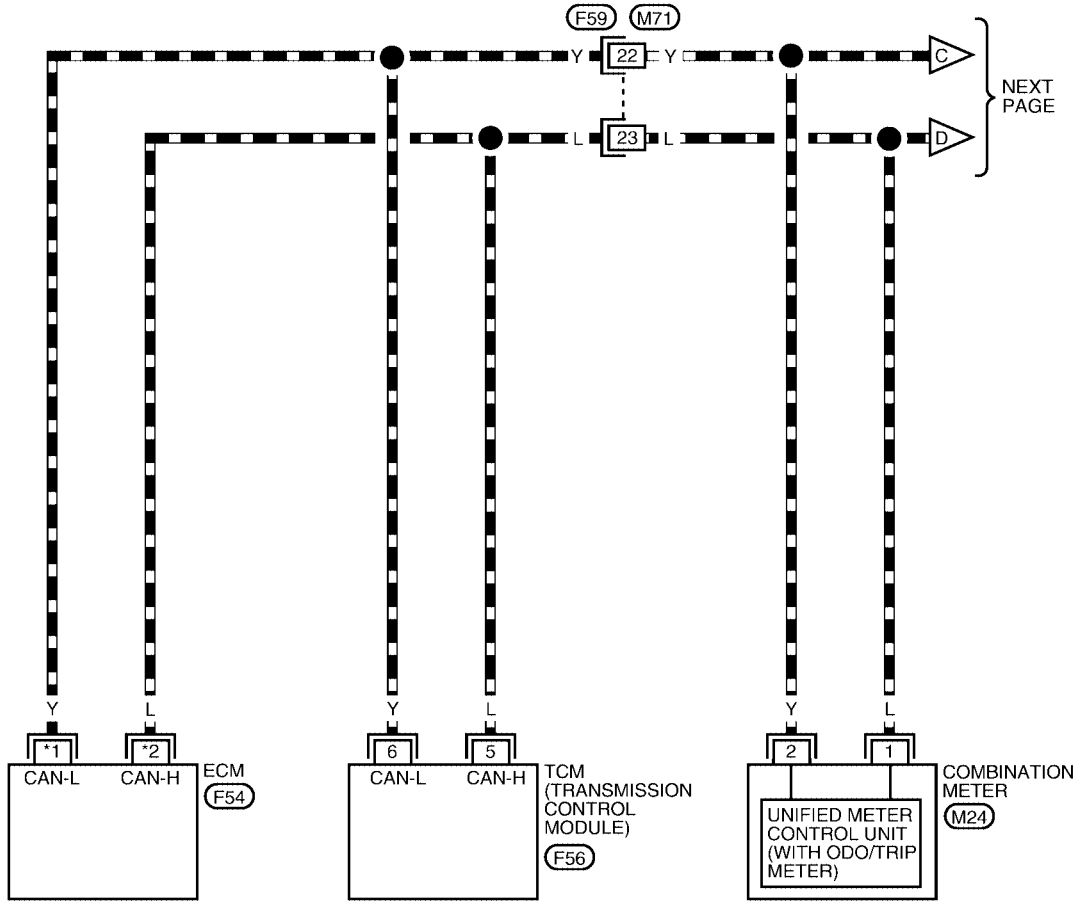 F59 M71
Y 22 Y C
NEXT
PAGE
L 23 L D
Y L Y L Y L
*1 *2 6 5 2 1
CAN-L CAN-H
ECM
F54
CAN-L CAN-H
TCM
(TRANSMISSION
CONTROL
MODULE)
F56
COMBINATION
METER
M24
UNIFIED METER
CONTROL UNIT
(WITH ODO/TRIP
METER)